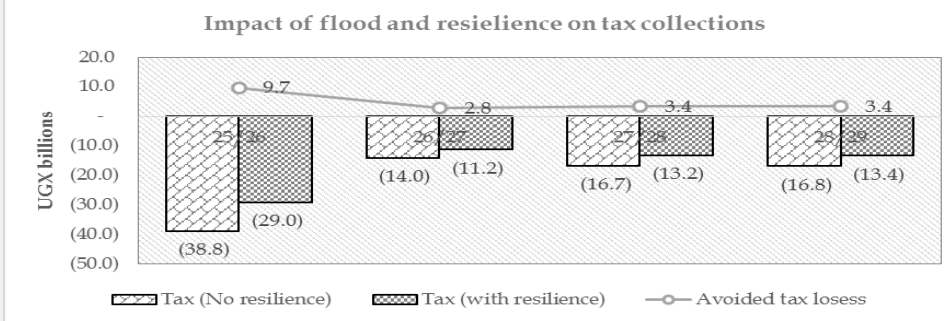 Impact of flood and resielience on tax collections
UGX billions
20.0
10.0
-
(10.0)
(20.0)
(30.0)
(40.0)
(50.0)
9.7 2.8 3.4 3.4
25/26 26/27 27/28 28/29
(38.8) (29.0) (14.0) (11.2) (16.7) (13.2) (16.8) (13.4)
Tax (No resilience) Tax (with resilience) Avoided tax losess